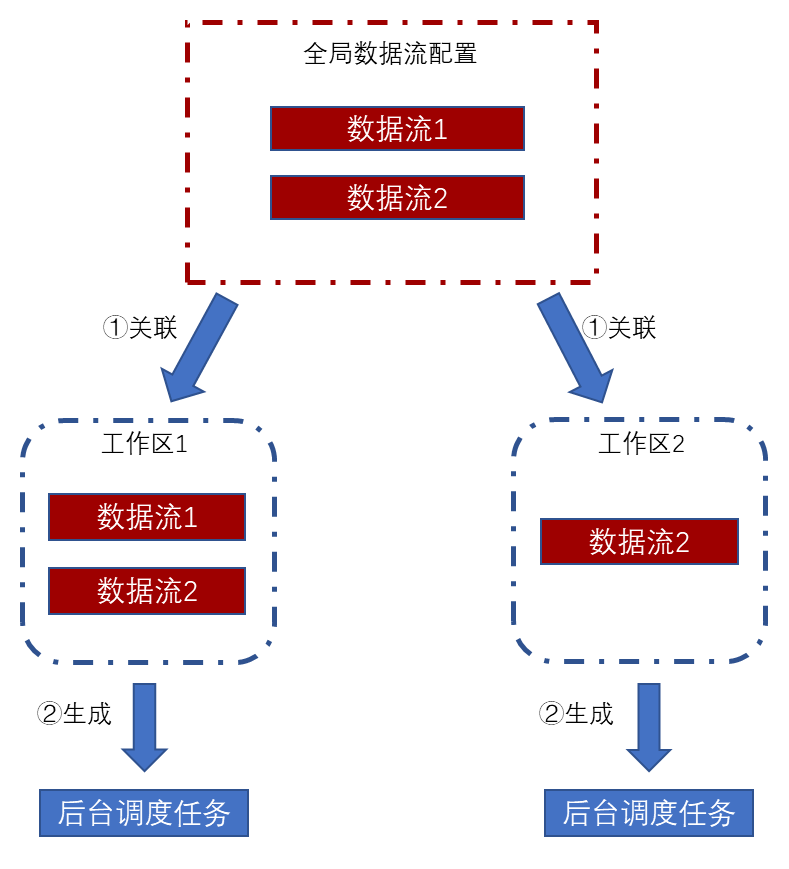 全局数据流配置
数据流1
数据流2
①关联
①关联
工作区1
数据流1
数据流2
工作区2
数据流2
②生成
②生成
后台调度任务
后台调度任务